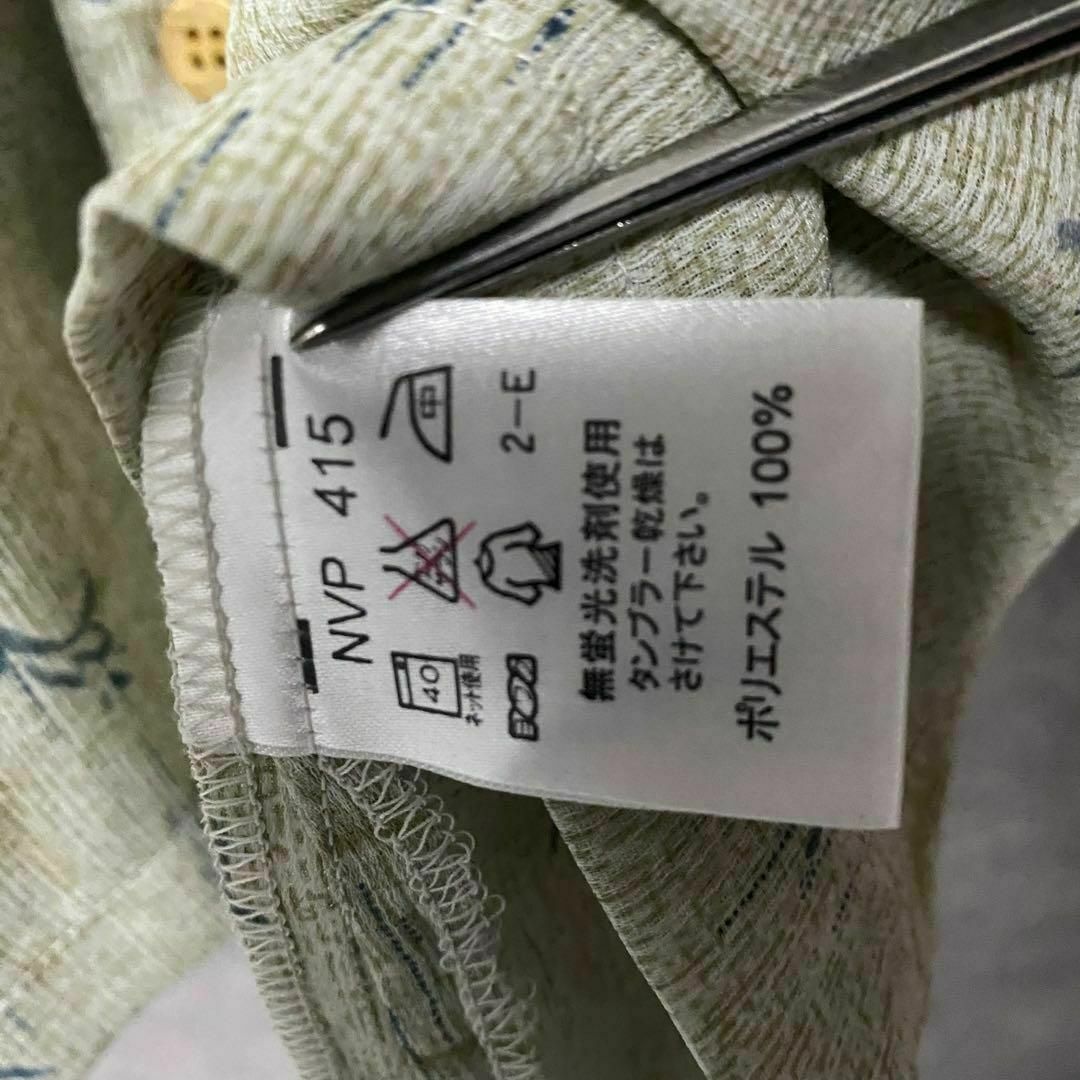 NVP 415
40
ネット使用
中
2-E
無蛍光洗剤使用
タンブラー乾燥は
さけて下さい。
ポリエステル 100%